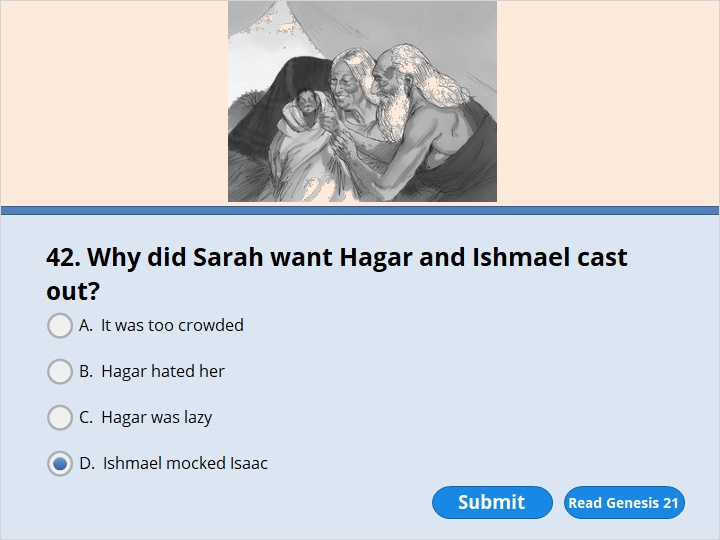 42. Why did Sarah want Hagar and Ishmael cast
out?
A. It was too crowded
B. Hagar hated her
C. Hagar was lazy
D. Ishmael mocked Isaac
Submit
Read Genesis 21